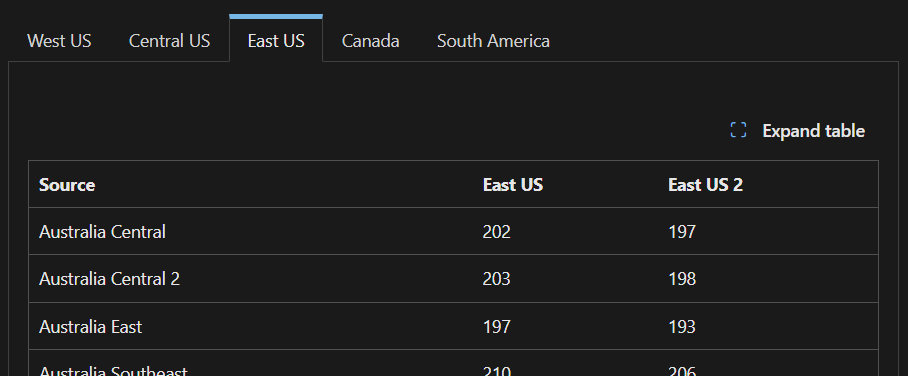 West US Central US East US Canada South America
Expand table
Source East US East US 2
Australia Central 202 197
Australia Central 2 203 198
Australia East 197 193
Australia Southeast 210 206